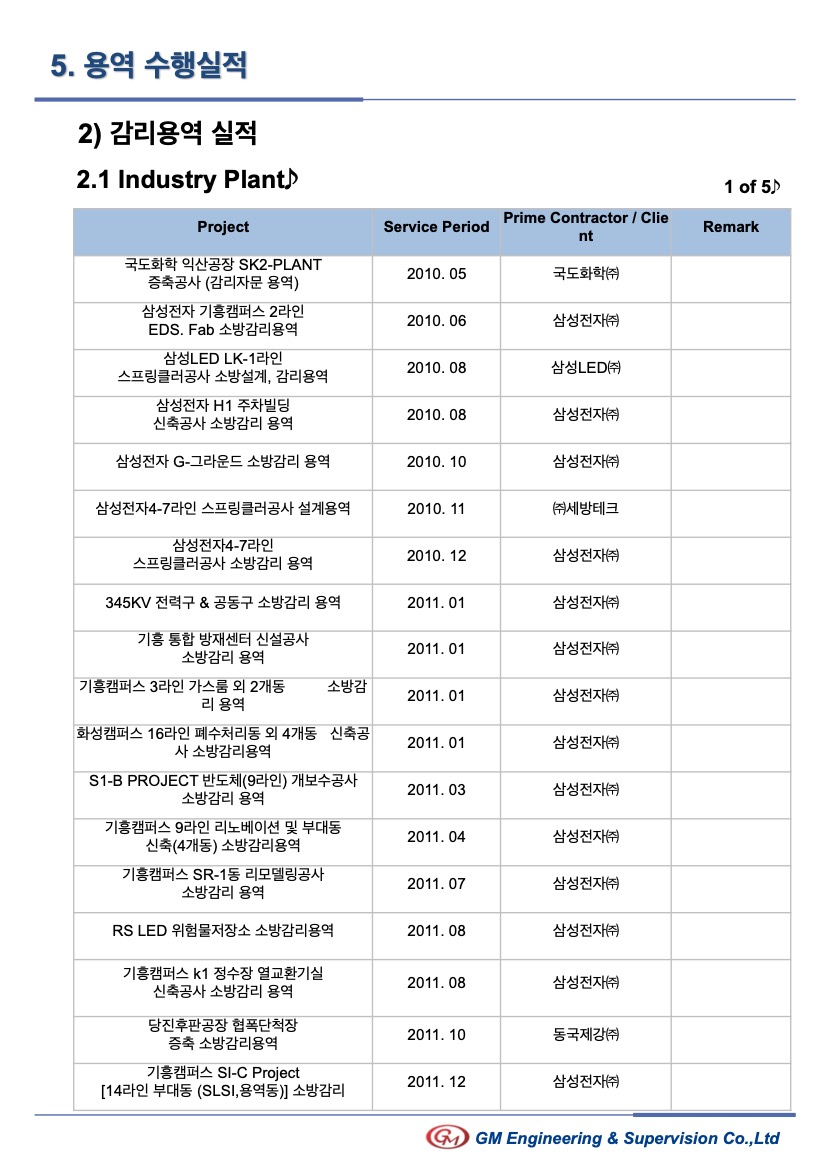 5. 용역 수행실적
2) 감리용역 실적
2.1 Industry Plant♪
1 of 5♪
Project
Service Period
Prime Contractor / Clie
nt
Remark
국도화학 익산공장 SK2-PLANT
증축공사 (감리자문 용역)
2010. 05
국도화학㈜
삼성전자 기흥캠퍼스 2라인
EDS. Fab 소방감리용역
2010. 06
삼성전자㈜
삼성LED LK-1라인
스프링클러공사 소방설계, 감리용역
2010. 08
삼성LED㈜
삼성전자 H1 주차빌딩
신축공사 소방감리 용역
2010. 08
삼성전자㈜
삼성전자 G-그라운드 소방감리 용역
2010. 10
삼성전자㈜
삼성전자4-7라인 스프링클러공사 설계용역
2010. 11
㈜세방테크
삼성전자4-7라인
스프링클러공사 소방감리 용역
2010. 12
삼성전자㈜
345KV 전력구 & 공동구 소방감리 용역
2011. 01
삼성전자㈜
기흥 통합 방재센터 신설공사
소방감리 용역
2011. 01
삼성전자㈜
기흥캠퍼스 3라인 가스룸 외 2개동 소방감
리 용역
2011. 01
삼성전자㈜
화성캠퍼스 16라인 폐수처리동 외 4개동 신축공
사 소방감리용역
2011. 01
삼성전자㈜
S1-B PROJECT 반도체(9라인) 개보수공사
소방감리 용역
2011. 03
삼성전자㈜
기흥캠퍼스 9라인 리노베이션 및 부대동
신축(4개동) 소방감리용역
2011. 04
삼성전자㈜
기흥캠퍼스 SR-1동 리모델링공사
소방감리 용역
2011. 07
삼성전자㈜
RS LED 위험물저장소 소방감리용역
2011. 08
삼성전자㈜
기흥캠퍼스 k1 정수장 열교환기실
신축공사 소방감리 용역
2011. 08
삼성전자㈜
당진후판공장 협폭단척장
증축 소방감리용역
2011. 10
동국제강㈜
기흥캠퍼스 SI-C Project
[14라인 부대동 (SLSI,용역동)] 소방감리
2011. 12
삼성전자㈜
GM GM Engineering & Supervision Co.,Ltd